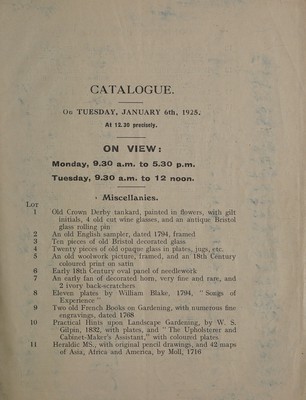 CATALOGUE.
On TUESDAY, JANUARY 6th, 1925.
At 12.30 precisely.
ON VIEW:
Monday, 9.30 a.m. to 5.30 p.m.
Tuesday, 9.30 a.m. to 12 noon.
Miscellanies.
Lot
1 Old Crown Derby tankard, painted in flowers, with gilt
initials, 4 old cut wine glasses, and an antique Bristol
glass rolling pin
2 An old English sampler, dated 1794, framed
3 Ten pieces of old Bristol decorated glass
4 Twenty pieces of old opaque glass in plates, jugs, etc.
5 An old woolwork picture, framed, and an 18th Century
coloured print on satin
6 Early 18th Century oval panel of needlework
7 An early fan of decorated horn, very fine and rare, and
2 ivory back-scratchers
8 Eleven plates by William Blake, 1794, "Songs of
Experience"
9 Two old French Books on Gardening, with numerous fine
engravings, dated 1768
10 Practical Hints upon Landscape Gardening, by W. S.
Gilpin, 1832, with plates, and "The Upholsterer and
Cabinet-Maker's Assistant," with coloured plates
11 Heraldic MS., with original pencil drawings, and 42 maps
of Asia, Africa and America, by Moll, 1716